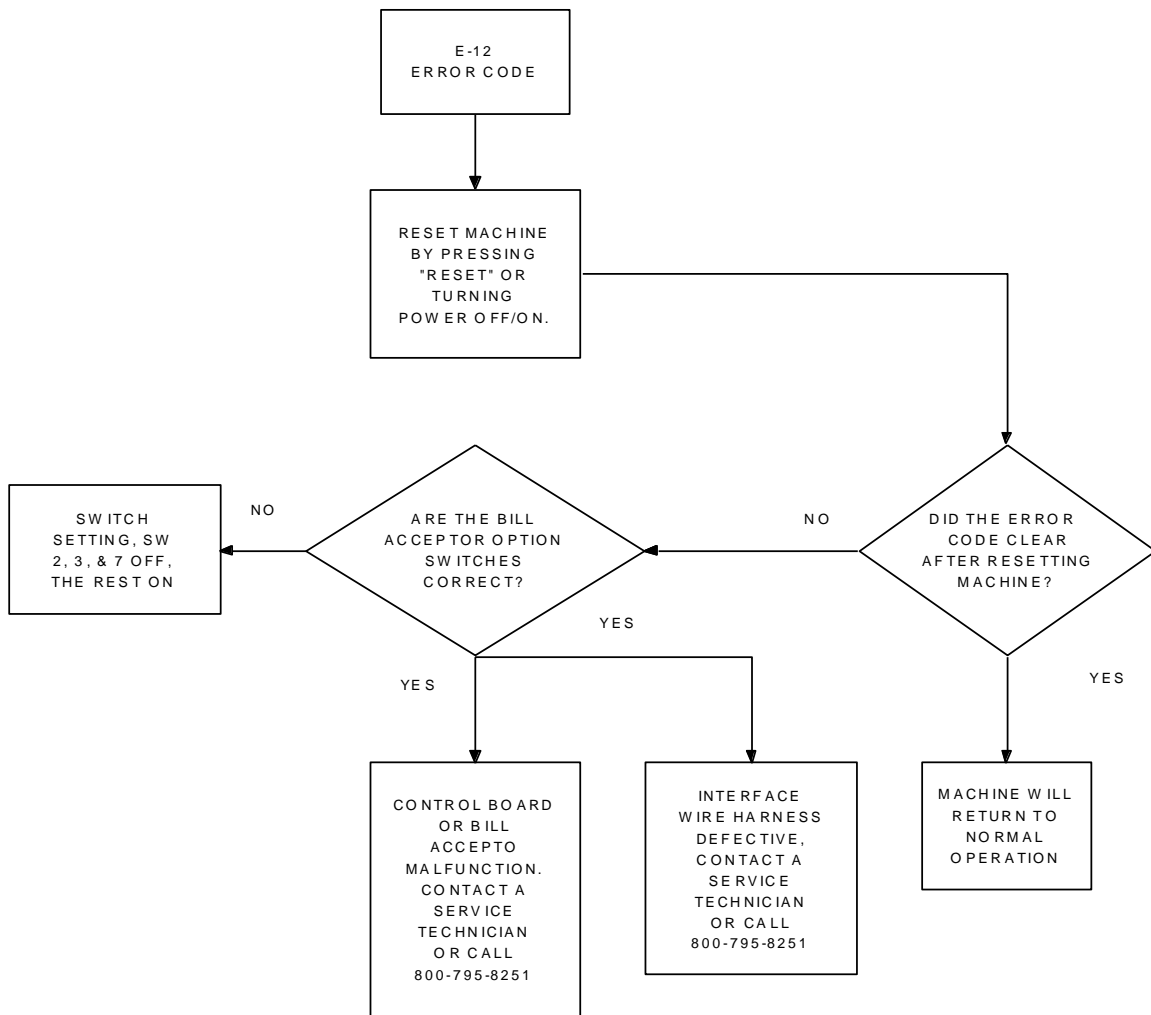 E-12
ERROR CODE
RESET MACHINE
BY PRESSING
"RESET" OR
TURNING
POWER OFF/ON.
SWITCH
SETTING, SW
2, 3, & 7 OFF,
THE REST ON
NO
ARE THE BILL
ACCEPTOR OPTION
SWITCHES
CORRECT?
NO
DID THE ERROR
CODE CLEAR
AFTER RESETTING
MACHINE?
YES
YES
YES
CONTROL BOARD
OR BILL
ACCEPTO
MALFUNCTION.
CONTACT A
SERVICE
TECHNICIAN
OR CALL
800-795-8251
INTERFACE
WIRE HARNESS
DEFECTIVE,
CONTACT A
SERVICE
TECHNICIAN
OR CALL
800-795-8251
MACHINE WILL
RETURN TO
NORMAL
OPERATION